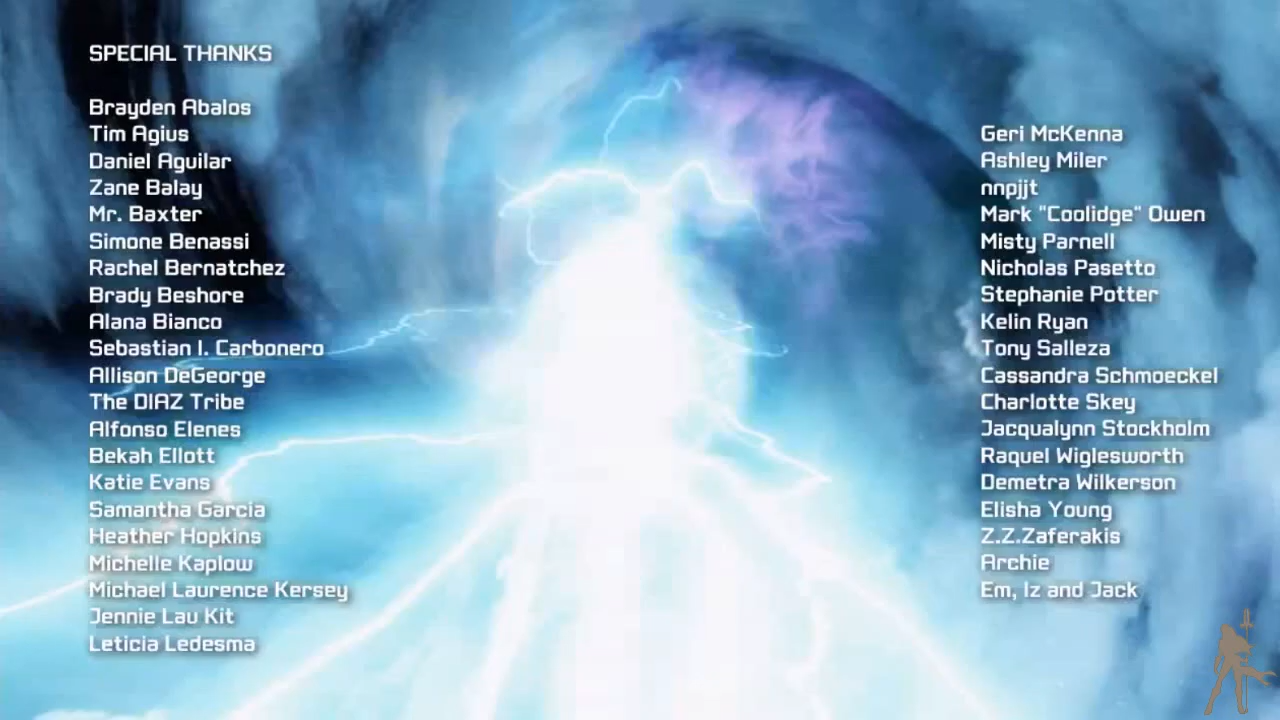 SPECIAL THANKS
Brayden Abalos
Tim Agius
Daniel Aguilar
Zane Balay
Mr. Baxter
Simone Benassi
Rachel Bernatchez
Brady Beshore
Alana Bianco
Sebastian I. Carbonero
Allison DeGeorge
The DIAZ Tribe
Alfonso Elenes
Bekah Ellott
Katie Evans
Samantha Garcia
Heather Hopkins
Michelle Kaplow
Michael Laurence Kersey
Jennie Lau Kit
Leticia Ledesma
Geri McKenna
Ashley Miler
nnpjjt
Mark "Coolidge" Owen
Misty Parnell
Nicholas Pasetto
Stephanie Potter
Kelin Ryan
Tony Salleza
Cassandra Schmoeckel
Charlotte Skey
Jacqualynn Stockholm
Raquel Wiglesworth
Demetra Wilkerson
Elisha Young
Z.Z.Zaferakis
Archie
Em, Iz and Jack